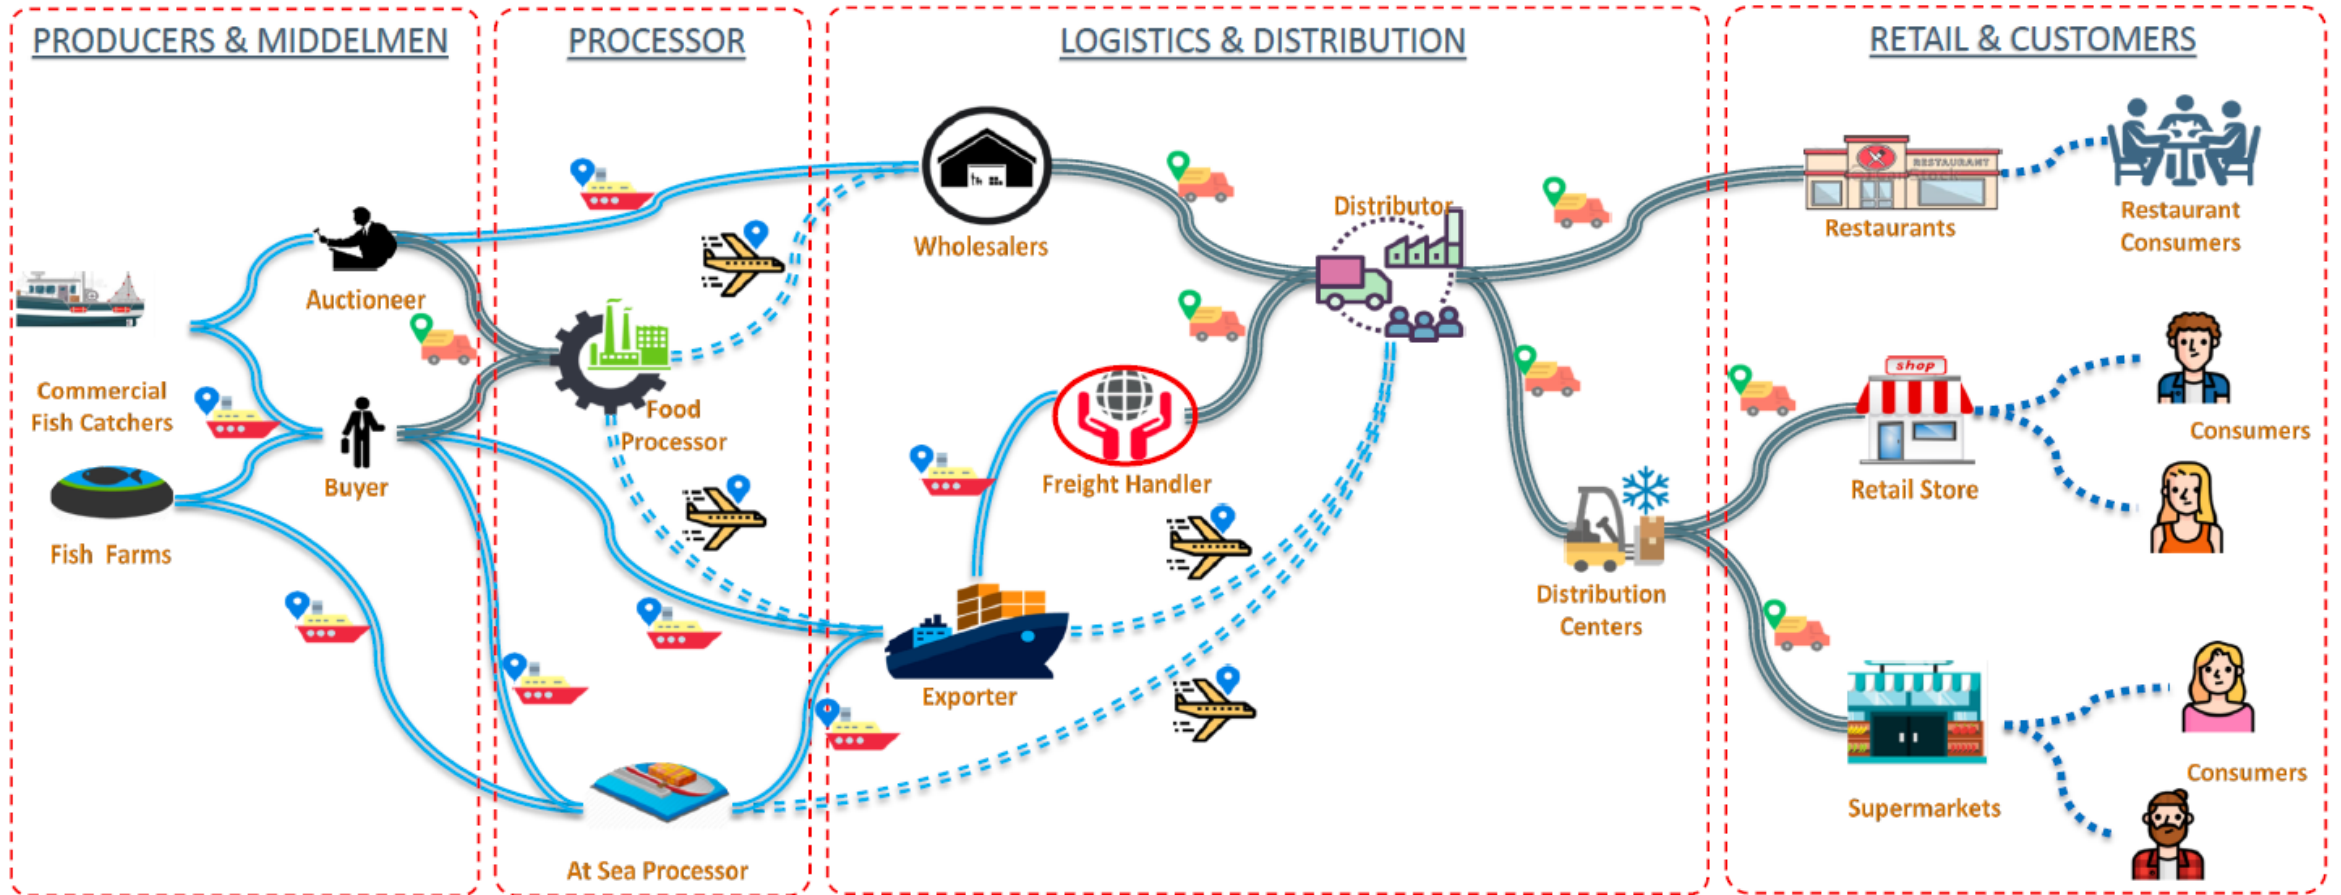 PRODUCERS & MIDDELMEN
PROCESSOR
LOGISTICS & DISTRIBUTION
RETAIL & CUSTOMERS
Commercial
Fish Catchers
Fish Farms
Auctioneer
Buyer
Food
Processor
At Sea Processor
Wholesalers
Freight Handler
Exporter
Distributor
Distribution
Centers
RESTAURANT
Restaurants
Restaurant
Consumers
shop
Retail Store
Consumers
Supermarkets
Consumers